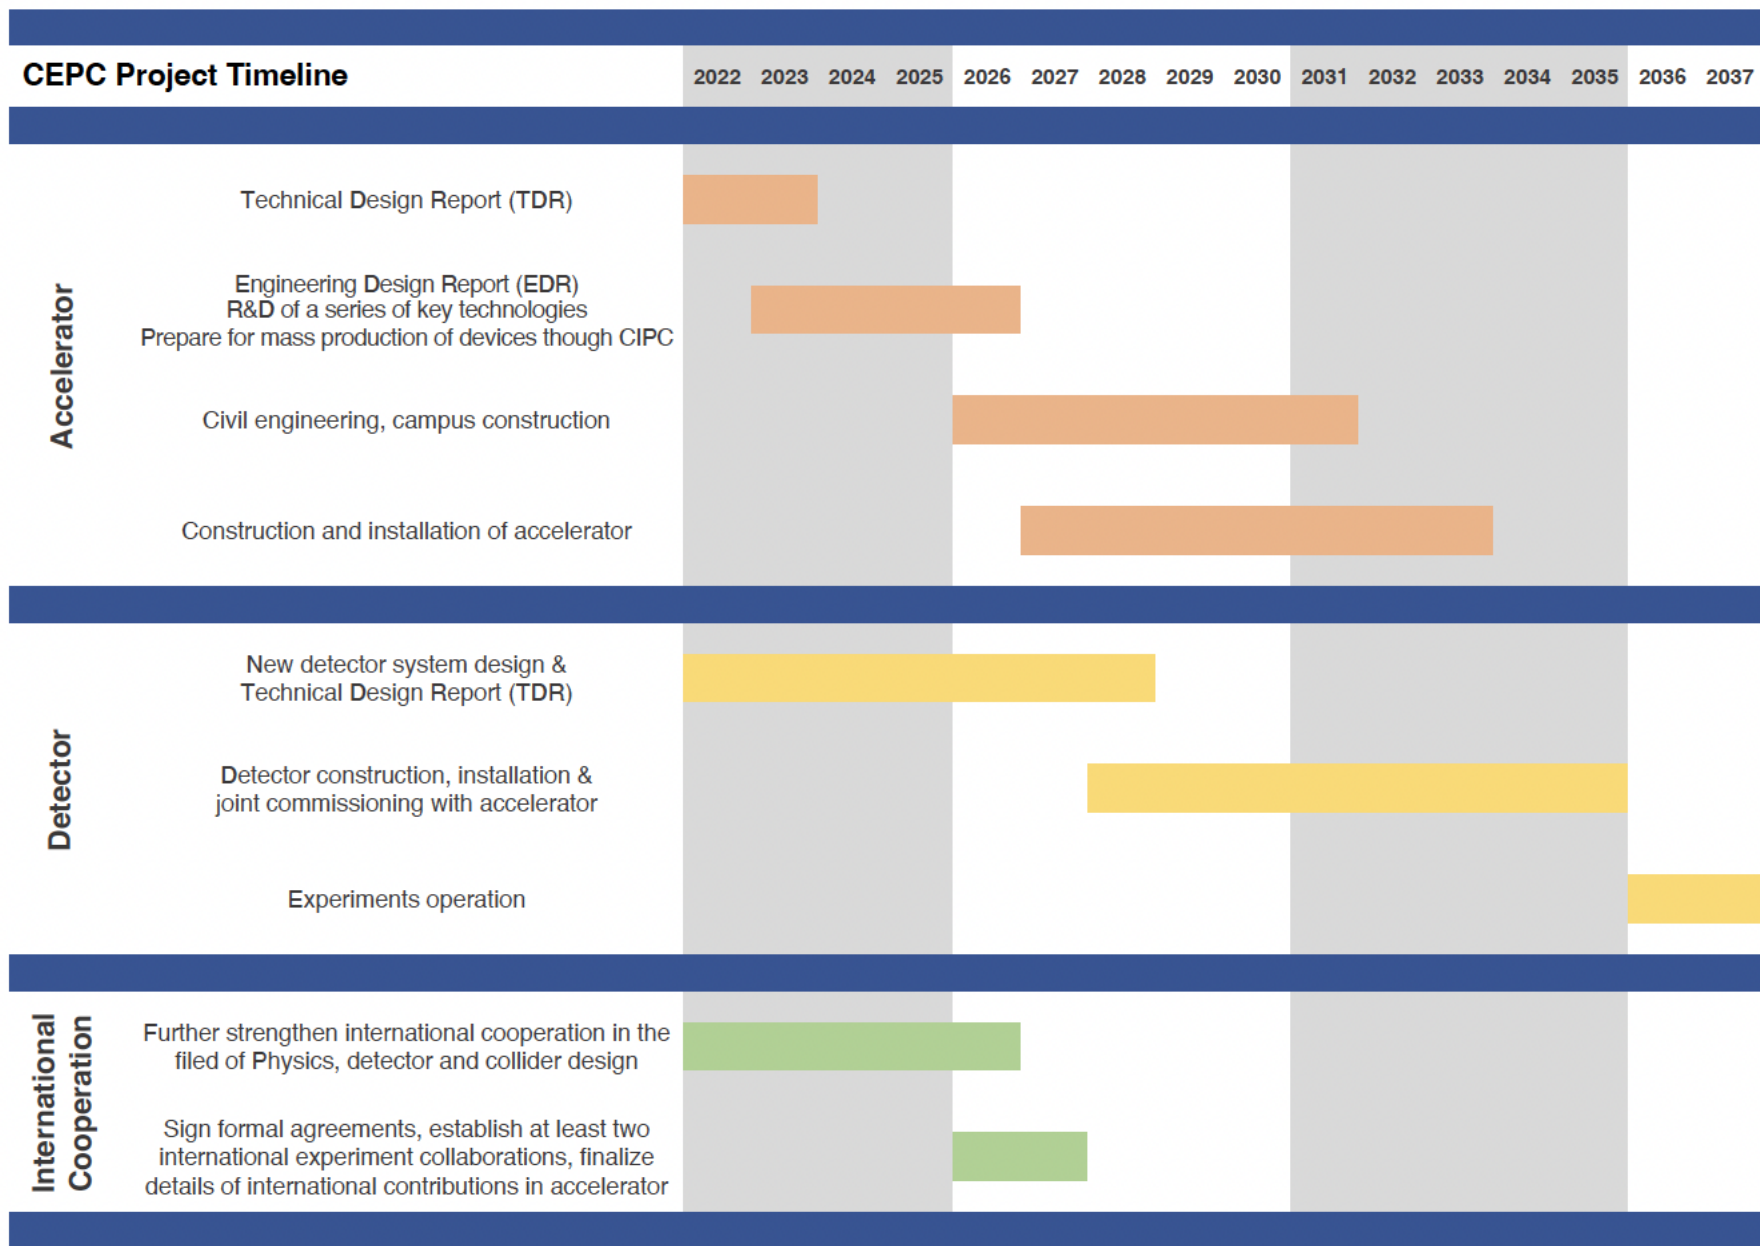 CEPC Project Timeline 2022 2023 2024 2025 2026 2027 2028 2029 2030 2031 2032 2033 2034 2035 2036 2037
Accelerator
Technical Design Report (TDR)
Engineering Design Report (EDR)
R&D of a series of key technologies
Prepare for mass production of devices though CIPC
Civil engineering, campus construction
Construction and installation of accelerator
Detector
New detector system design &
Technical Design Report (TDR)
Detector construction, installation &
joint commissioning with accelerator
Experiments operation
International
Cooperation
Further strengthen international cooperation in the
filed of Physics, detector and collider design
Sign formal agreements, establish at least two
international experiment collaborations, finalize
details of international contributions in accelerator